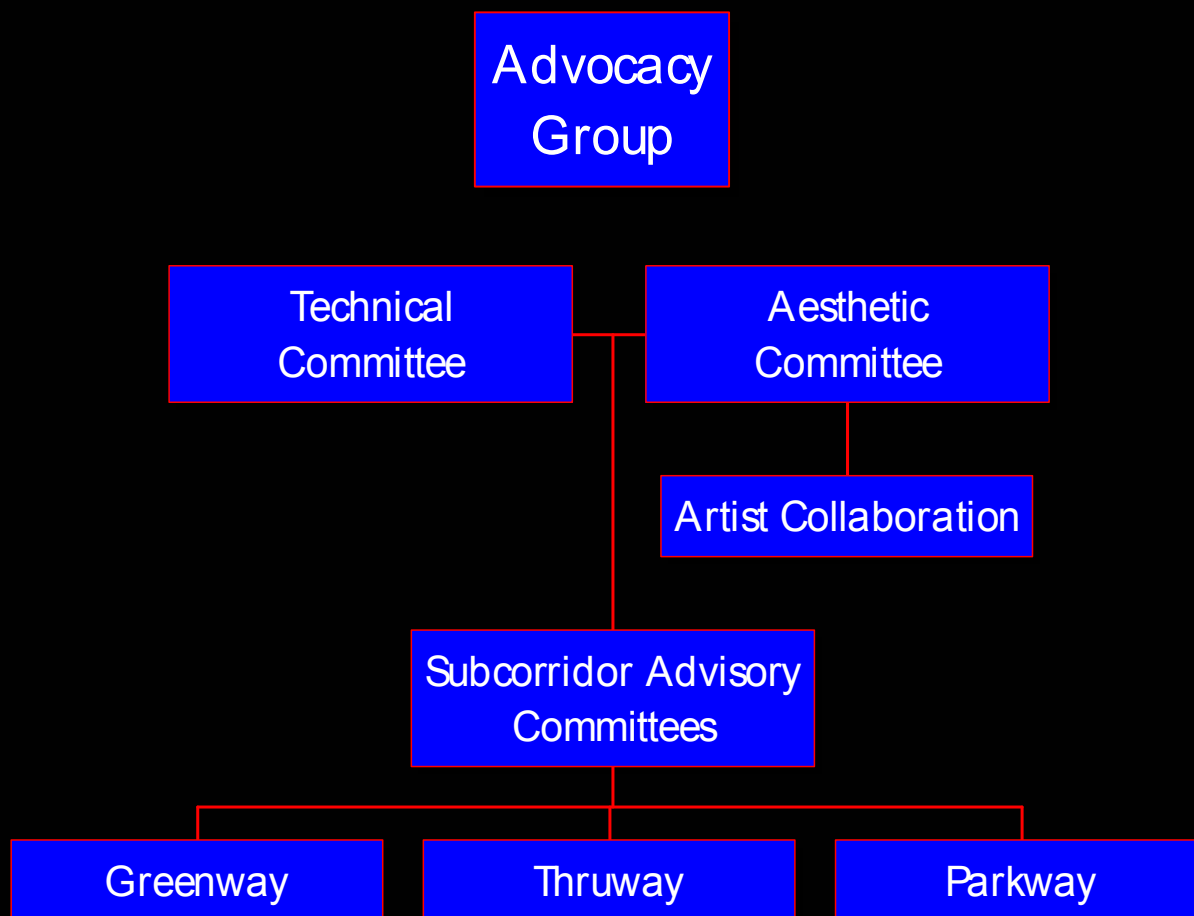 Advocacy
Group
Technical
Committee
Aesthetic
Committee
Artist Collaboration
Subcorridor Advisory
Committees
Greenway
Thruway
Parkway